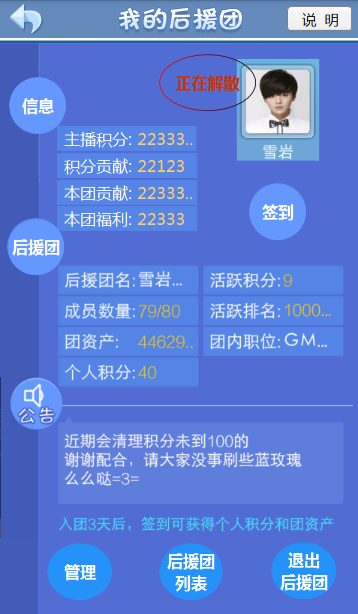 我的后援团
说 明
正在解散
雪岩
信息
主播积分: 22333..
积分贡献: 22123
本团贡献: 22333..
本团福利: 22333
签到
后援团
后援团名: 雪岩... 活跃积分: 9
成员数量: 79/80 活跃排名: 1000...
团资产: 44629.. 团内职位: GM...
个人积分: 40
公告
近期会清理积分未到100的
谢谢配合，请大家没事刷些蓝玫瑰
么么哒=3=
入团3天后，签到可获得个人积分和团资产
管理
后援团
列表
退出
后援团